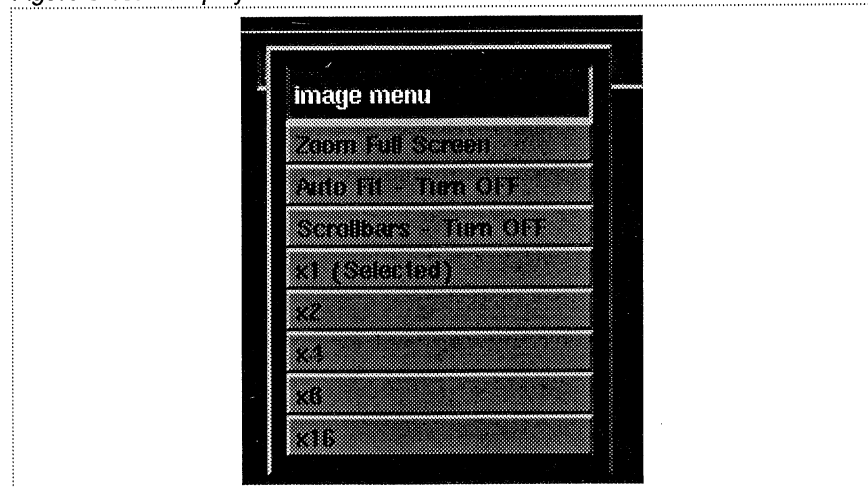 image menu
Zoom Full Screen
Auto Fit - Turn OFF
Scrollbars - Turn OFF
x1 (Selected)
x2
x4
x8
x16